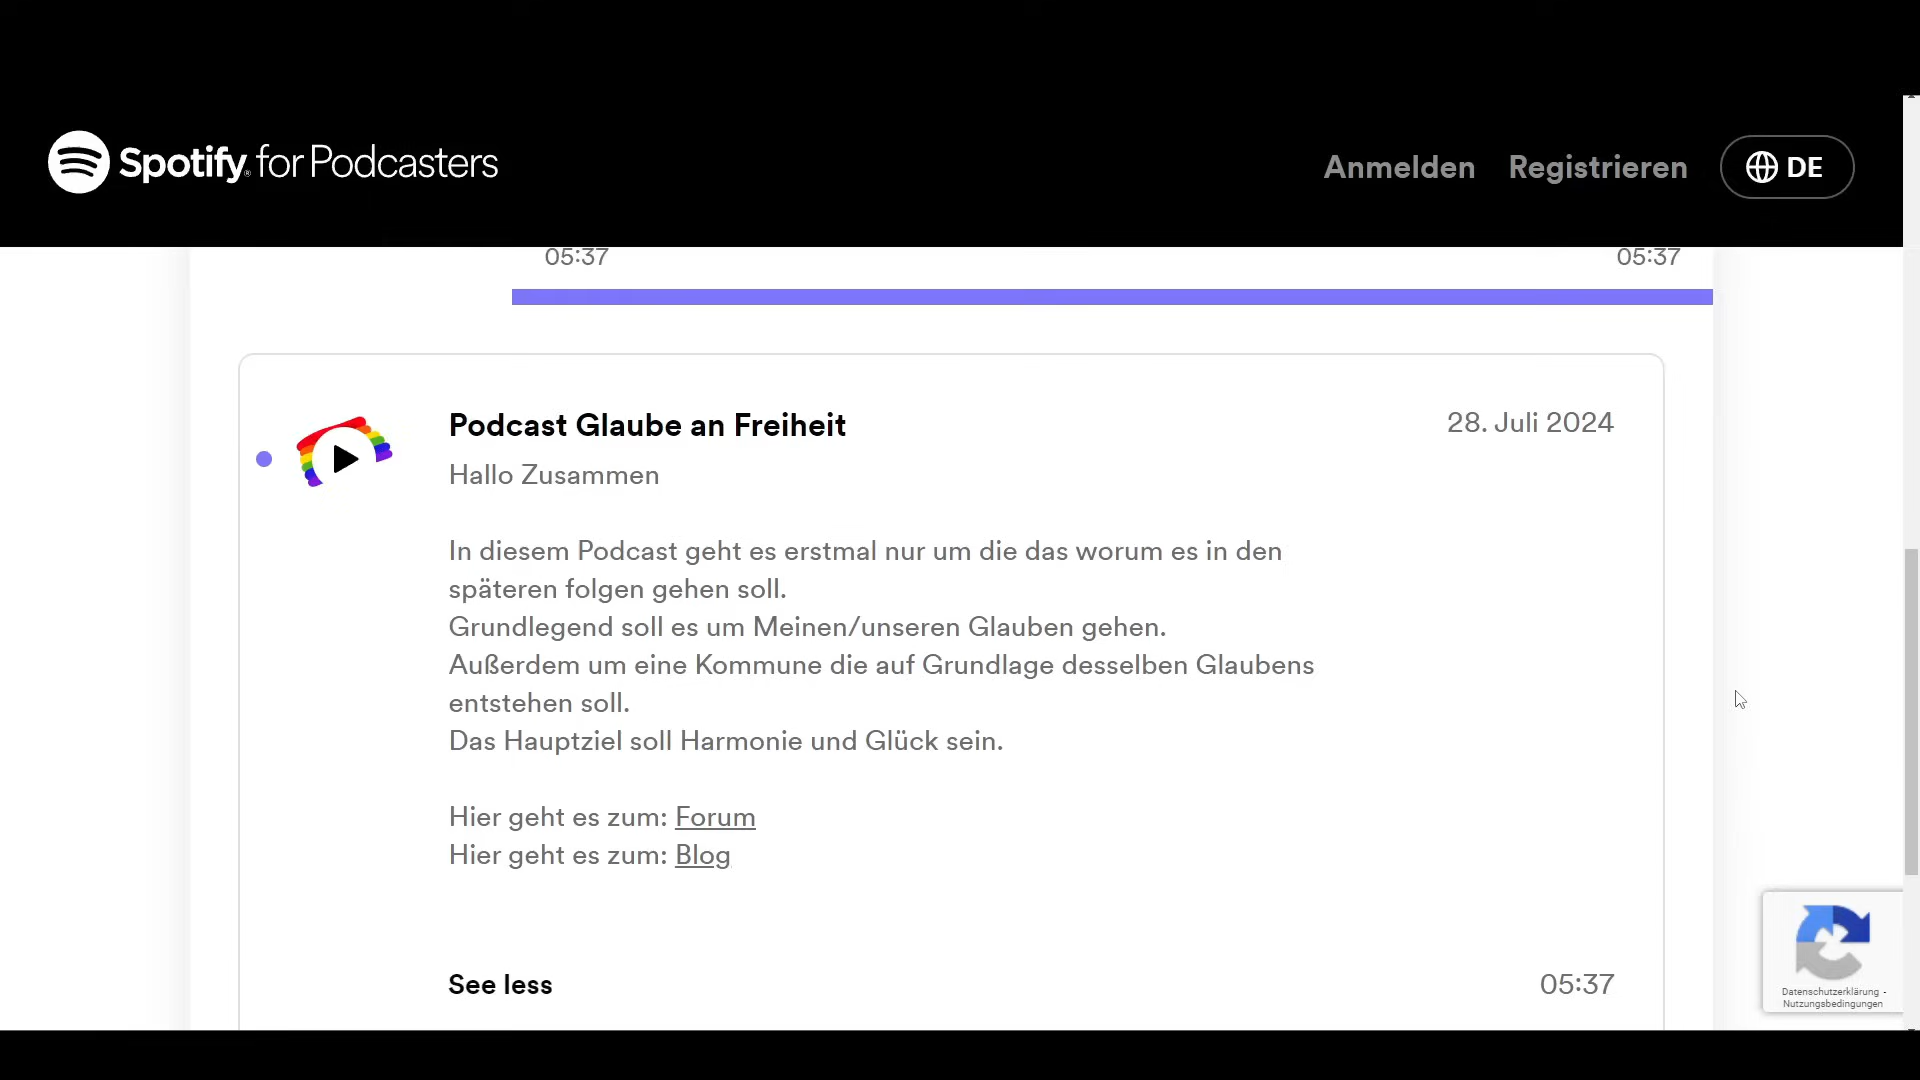 Spotify® for Podcasters
Anmelden Registrieren DE
05:37 05:37
Podcast Glaube an Freiheit 28. Juli 2024
Hallo Zusammen
In diesem Podcast geht es erstmal nur um die das worum es in den
späteren folgen gehen soll.
Grundlegend soll es um Meinen/unseren Glauben gehen.
Außerdem um eine Kommune die auf Grundlage desselben Glaubens
entstehen soll.
Das Hauptziel soll Harmonie und Glück sein.
Hier geht es zum: Forum
Hier geht es zum: Blog
See less 05:37
Datenschutzerklärung -
Nutzungsbedingungen